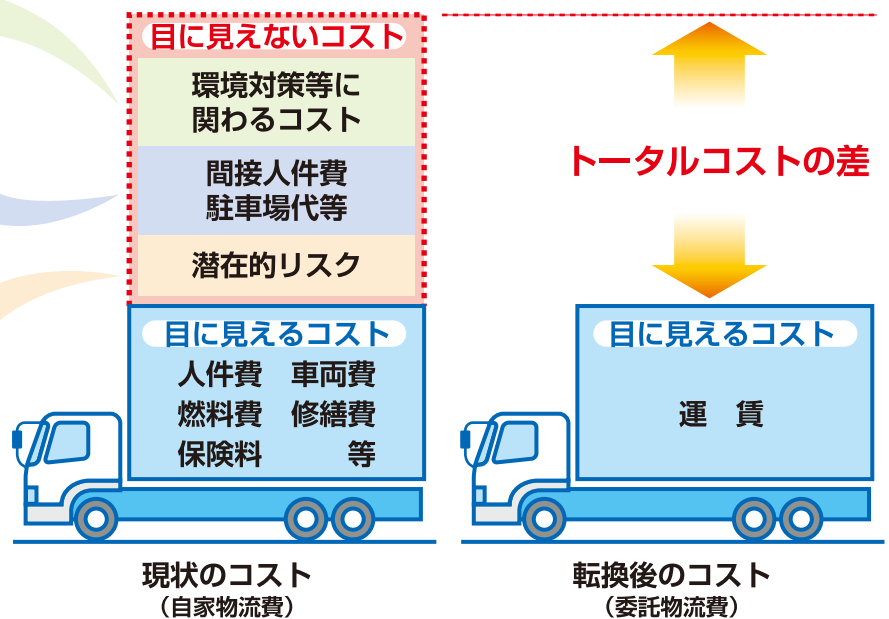 目に見えないコスト
環境対策等に
関わるコスト
間接人件費
駐車場代等
潜在的リスク
目に見えるコスト
人件費　車両費
燃料費　修繕費
保険料　　　等
現状のコスト
（自家物流費）
トータルコストの差
目に見えるコスト
運　賃
転換後のコスト
（委託物流費）